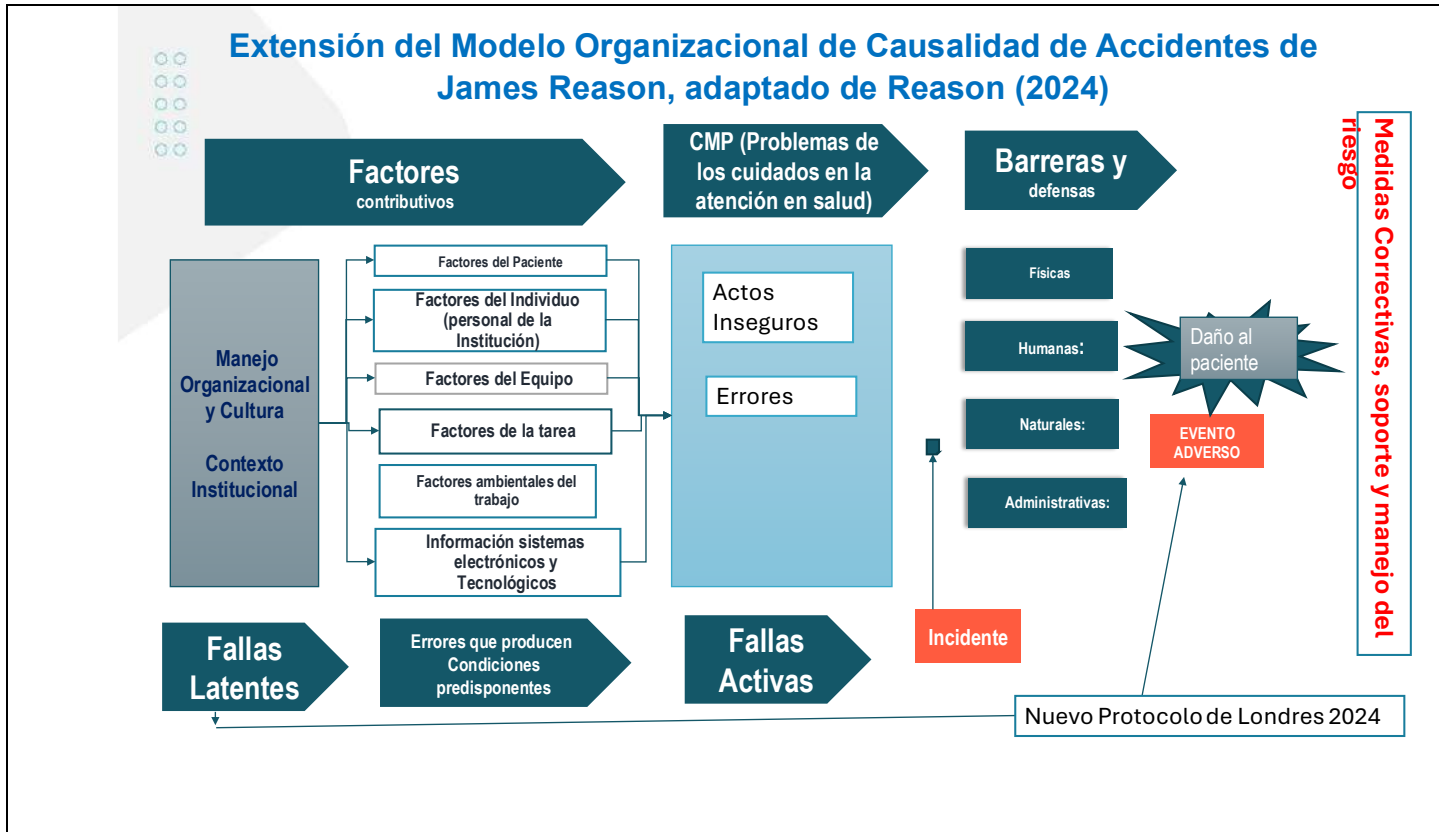 Extensión del Modelo Organizacional de Causalidad de Accidentes de
James Reason, adaptado de Reason (2024)
Factores
contributivos
CMP (Problemas de
los cuidados en la
atención en salud)
Barreras y
defensas
Medidas Correctivas, soporte y manejo del
riesgo
Manejo
Organizacional
y Cultura
Contexto
Institucional
Factores del Paciente
Factores del Individuo
(personal de la
Institución)
Factores del Equipo
Factores de la tarea
Factores ambientales del
trabajo
Información sistemas
electrónicos y
Tecnológicos
Actos
Inseguros
Errores
Físicas
Humanas:
Naturales:
Administrativas:
Daño al
paciente
EVENTO
ADVERSO
Fallas
Latentes
Errores que producen
Condiciones
predisponentes
Fallas
Activas
Incidente
Nuevo Protocolo de Londres 2024